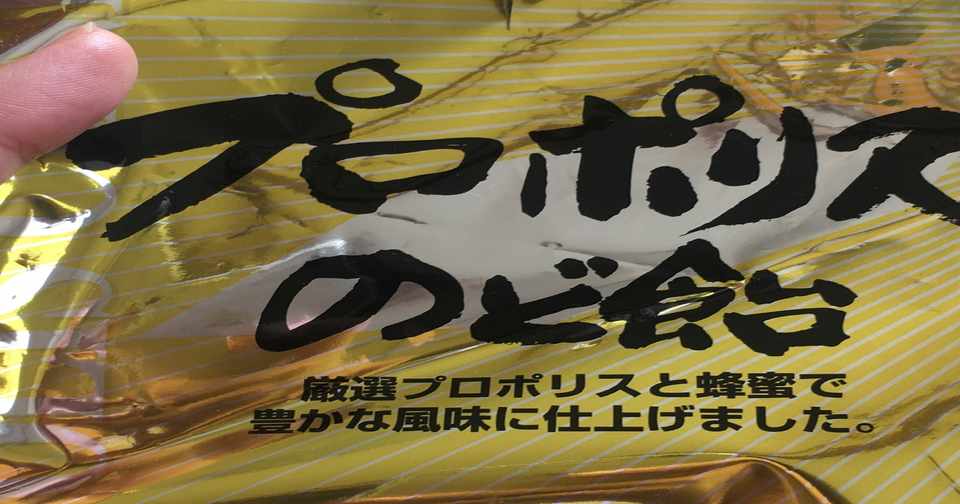 プロポリス
のど飴
厳選プロポリスと蜂蜜で
豊かな風味に仕上げました。